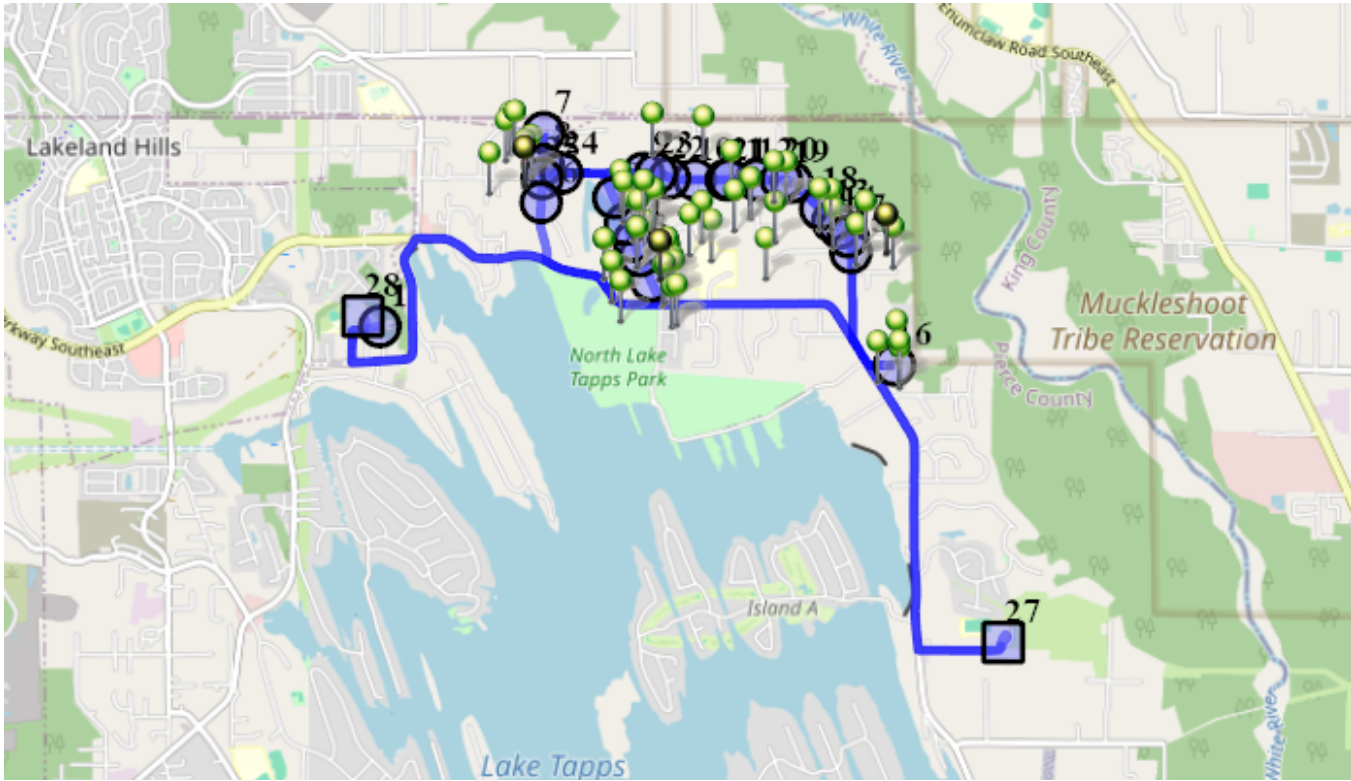 White River
Enumclaw Road Southeast
Lakeland Hills
7
24
18
6
28
1
King County
Muckleshoot
Tribe Reservation
Pierce County
arkway Southeast
North Lake
Tapps Park
Island A
27
White River
Lake Tapps